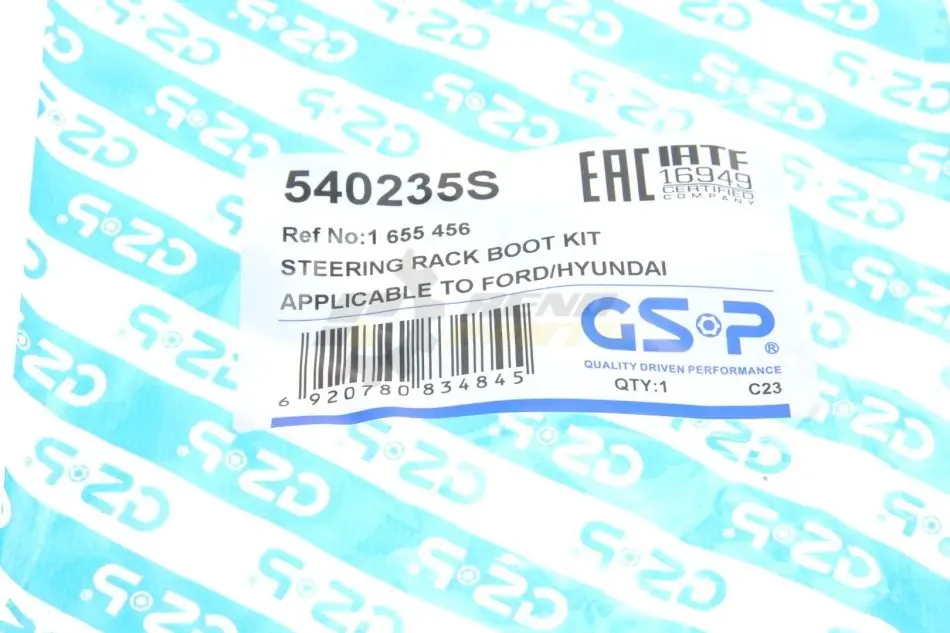 540235S
EAC
IATF
16949
CERTIFIED
COMPANY
Ref No:1 655 456
STEERING RACK BOOT KIT
APPLICABLE TO FORD/HYUNDAI
6 920780 834845
GS·P®
QUALITY DRIVEN PERFORMANCE
QTY:1
C23